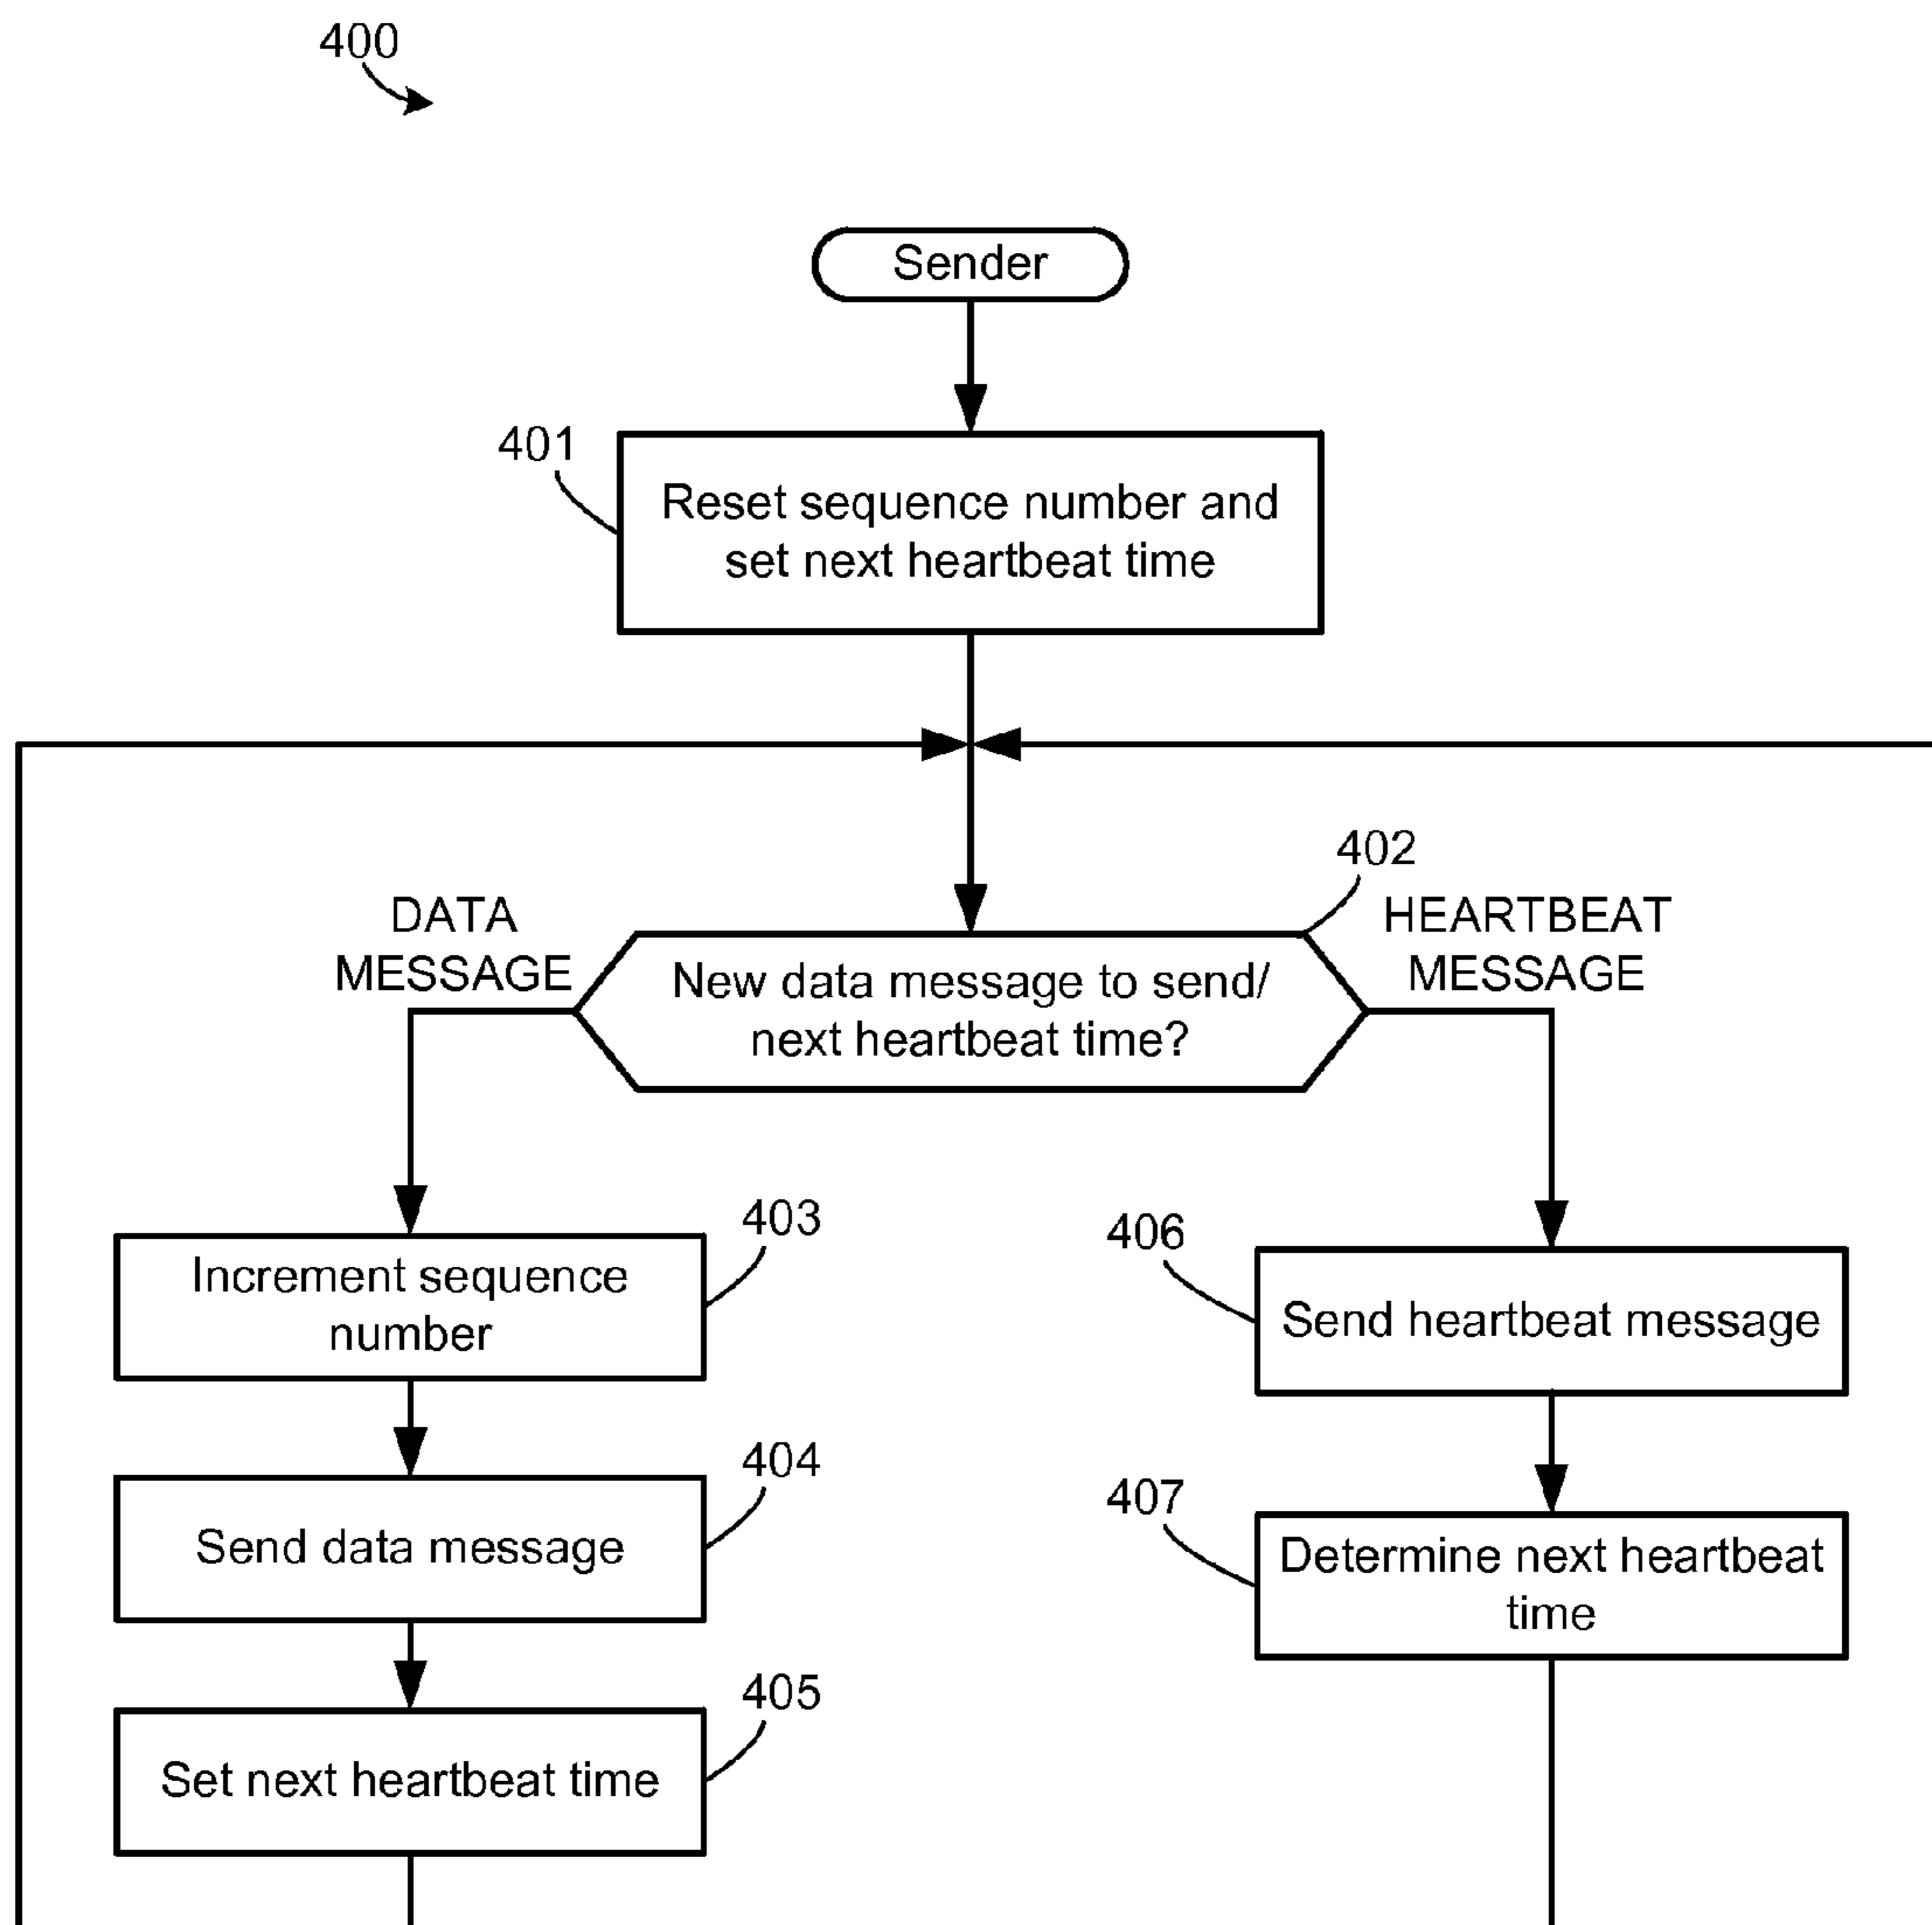 400
Sender
401
Reset sequence number and
set next heartbeat time
402
DATA
MESSAGE
HEARTBEAT
MESSAGE
New data message to send/
next heartbeat time?
403
Increment sequence
number
406
Send heartbeat message
404
Send data message
407
Determine next heartbeat
time
405
Set next heartbeat time